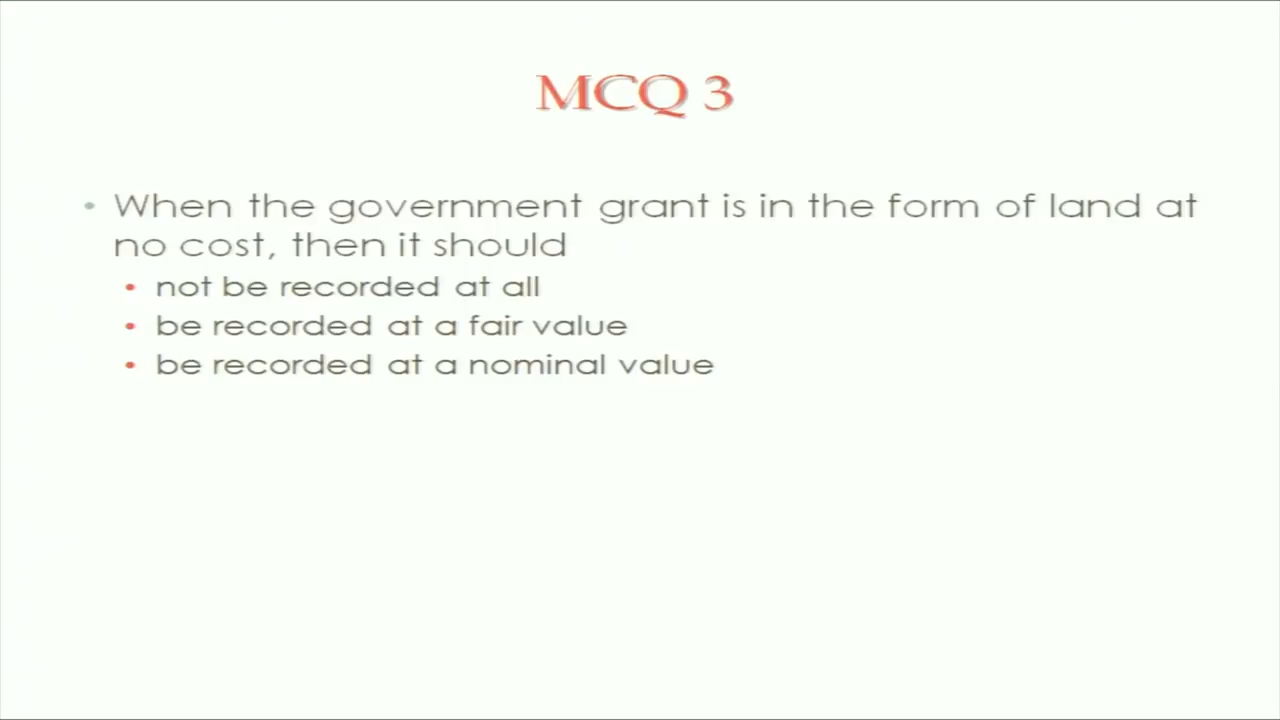 MCQ 3
• When the government grant is in the form of land at
no cost, then it should
• not be recorded at all
• be recorded at a fair value
• be recorded at a nominal value